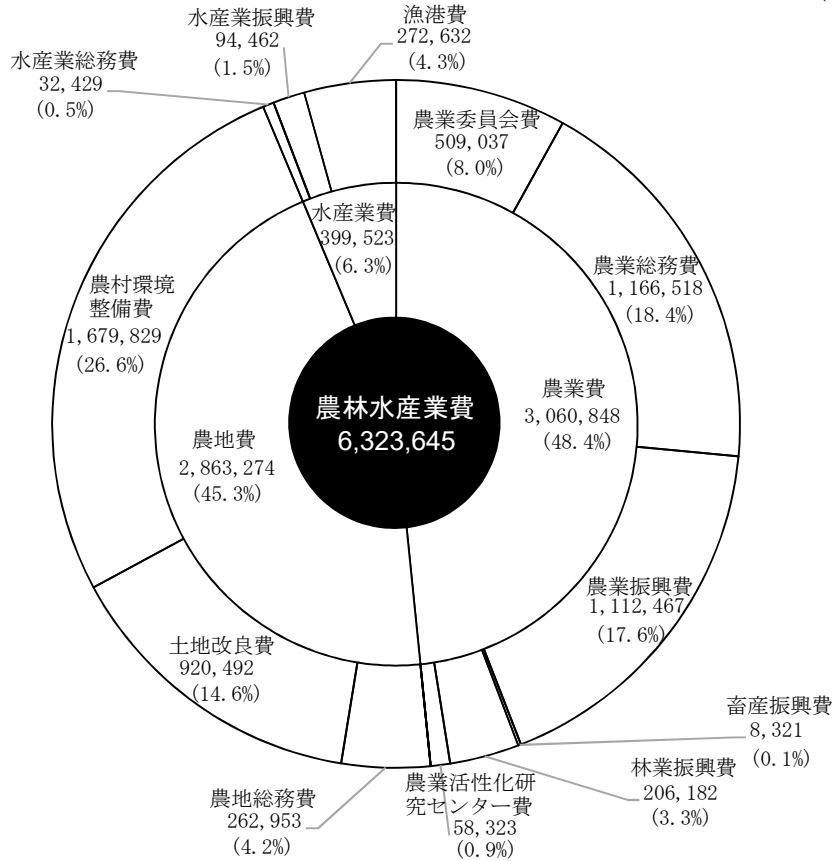 水産業振興費
94,462
(1.5%)
漁港費
272,632
(4.3%)
水産業総務費
32,429
(0.5%)
農業委員会費
509,037
(8.0%)
水産業費
399,523
(6.3%)
農業総務費
1,166,518
(18.4%)
農村環境
整備費
1,679,829
(26.6%)
農林水産業費
6,323,645
農業費
3,060,848
(48.4%)
農地費
2,863,274
(45.3%)
農業振興費
1,112,467
(17.6%)
土地改良費
920,492
(14.6%)
畜産振興費
8,321
(0.1%)
林業振興費
206,182
(3.3%)
農業活性化研
究センター費
58,323
(0.9%)
農地総務費
262,953
(4.2%)